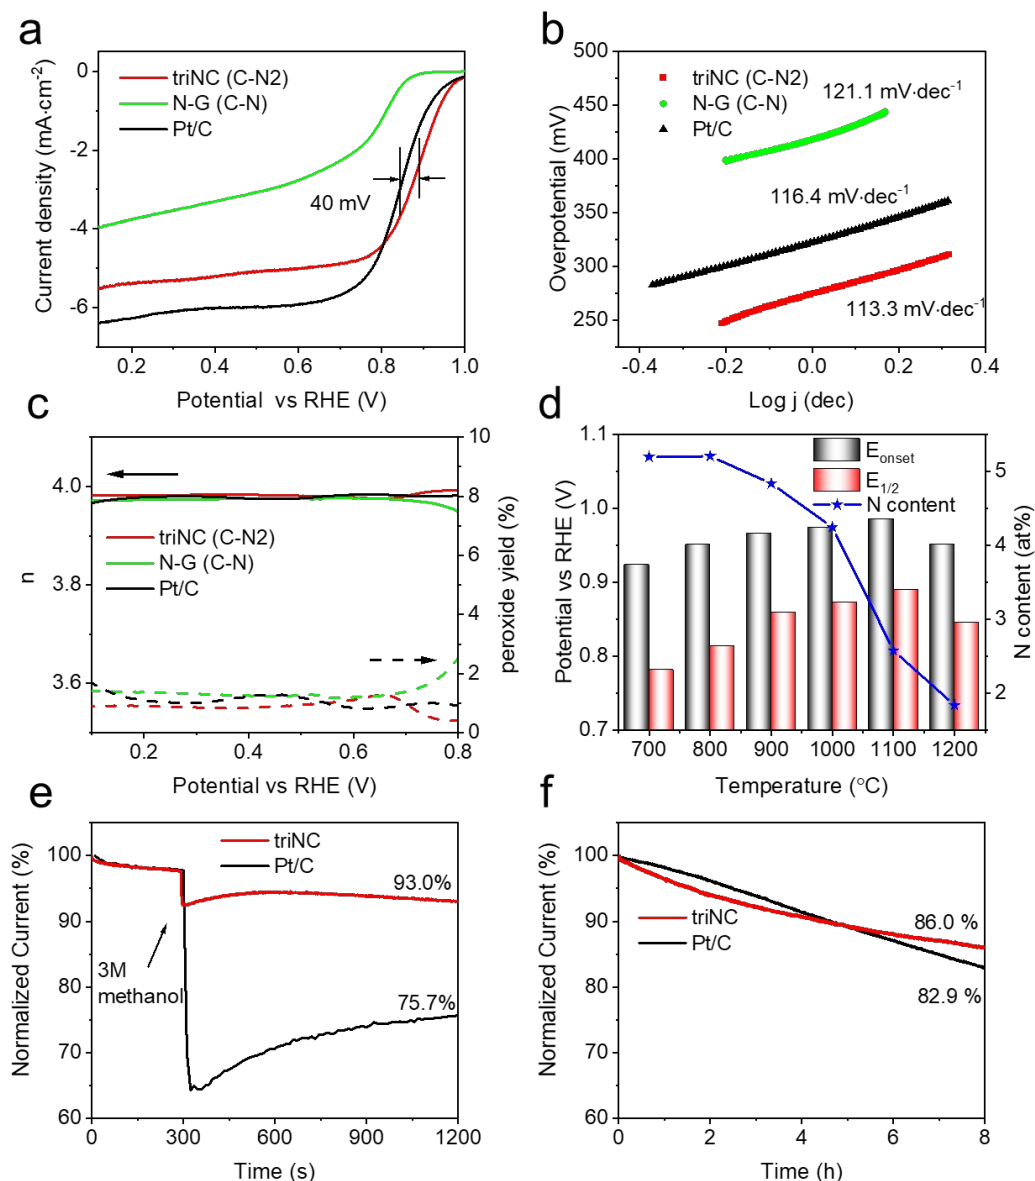 a
triNC (C-N2)
N-G (C-N)
Pt/C
40 mV
0
-2
-4
-6
Current density (mA·cm⁻²)
0.2 0.4 0.6 0.8 1.0
Potential vs RHE (V)
b
triNC (C-N2)
N-G (C-N)
Pt/C
121.1 mV·dec⁻¹
116.4 mV·dec⁻¹
113.3 mV·dec⁻¹
500
450
400
350
300
250
Overpotential (mV)
-0.4 -0.2 0.0 0.2 0.4
Log j (dec)
c
triNC (C-N2)
N-G (C-N)
Pt/C
4.0
3.8
3.6
n
10
8
6
4
2
0
peroxide yield (%)
0.2 0.4 0.6 0.8
Potential vs RHE (V)
d
E_onset
E_1/2
N content
1.1
1.0
0.9
0.8
0.7
Potential vs RHE (V)
5
4
3
2
N content (at%)
700 800 900 1000 1100 1200
Temperature (°C)
e
triNC
Pt/C
93.0%
3M
methanol
75.7%
100
90
80
70
60
Normalized Current (%)
0 300 600 900 1200
Time (s)
f
triNC
Pt/C
86.0 %
82.9 %
100
90
80
70
60
Normalized Current (%)
0 2 4 6 8
Time (h)